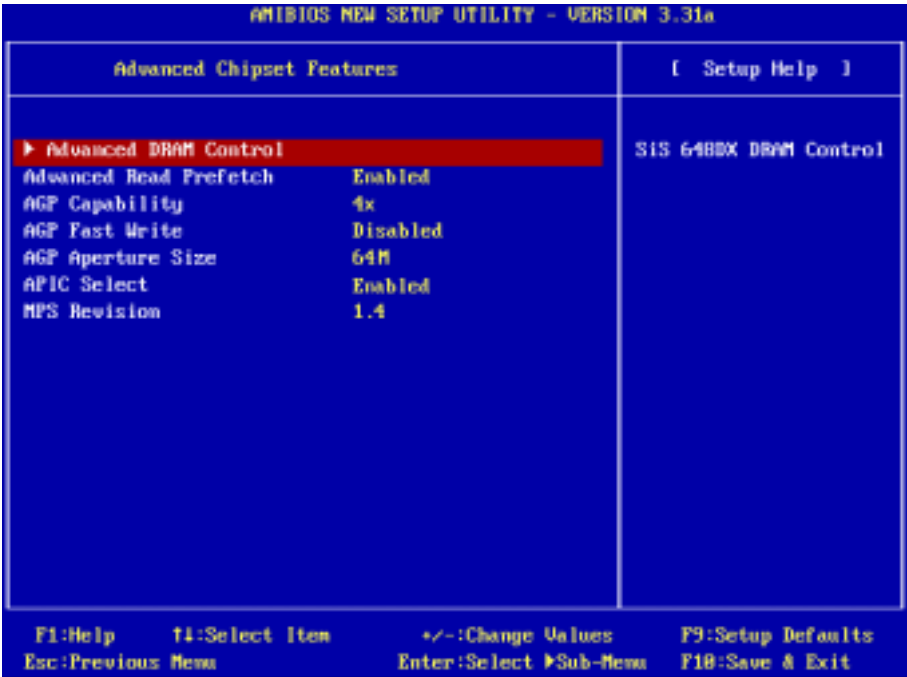 AMIBIOS NEW SETUP UTILITY - VERSION 3.31a
Advanced Chipset Features
[ Setup Help ]
▶ Advanced DRAM Control
SiS 648DX DRAM Control
Advanced Read Prefetch Enabled
AGP Capability 4x
AGP Fast Write Disabled
AGP Aperture Size 64M
APIC Select Enabled
MPS Revision 1.4
F1:Help ↑↓:Select Item +/-:Change Values F9:Setup Defaults
Esc:Previous Menu Enter:Select ▶Sub-Menu F10:Save & Exit